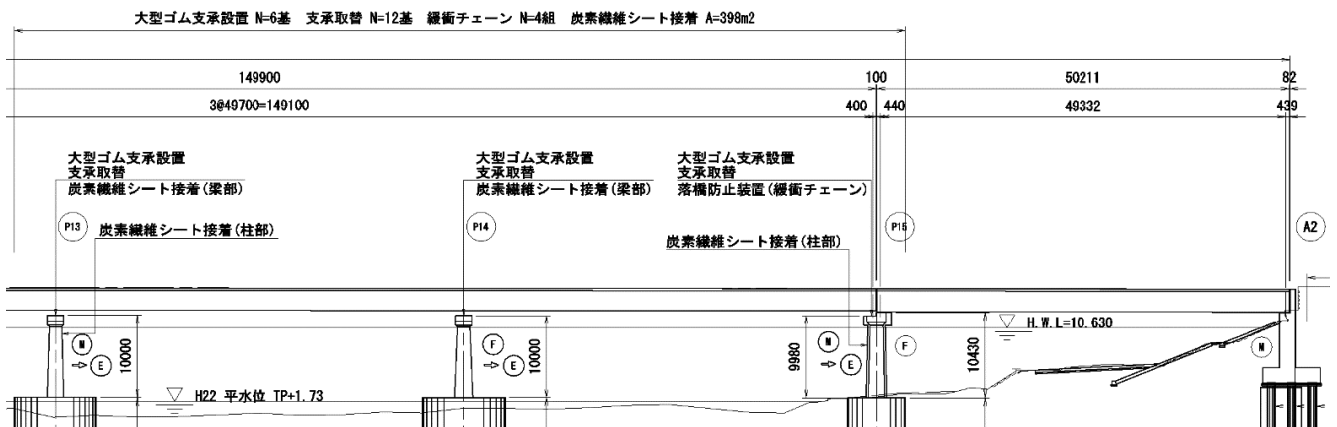 大型ゴム支承設置 N=6基 支承取替 N=12基 緩衝チェーン N=4組 炭素繊維シート接着 A=398m2
149900 100 50211 82
3@49700=149100 400 440 49332 439
大型ゴム支承設置
支承取替
炭素繊維シート接着(梁部)
大型ゴム支承設置
支承取替
炭素繊維シート接着(梁部)
大型ゴム支承設置
支承取替
落橋防止装置(緩衝チェーン)
P13
炭素繊維シート接着(柱部)
P14
炭素繊維シート接着(柱部)
P15
A2
M
⇒ E
10000
F
⇒ E
10000
9980
M
⇒ E
F
10430
H.W.L=10.630
M
H22 平水位 TP+1.73